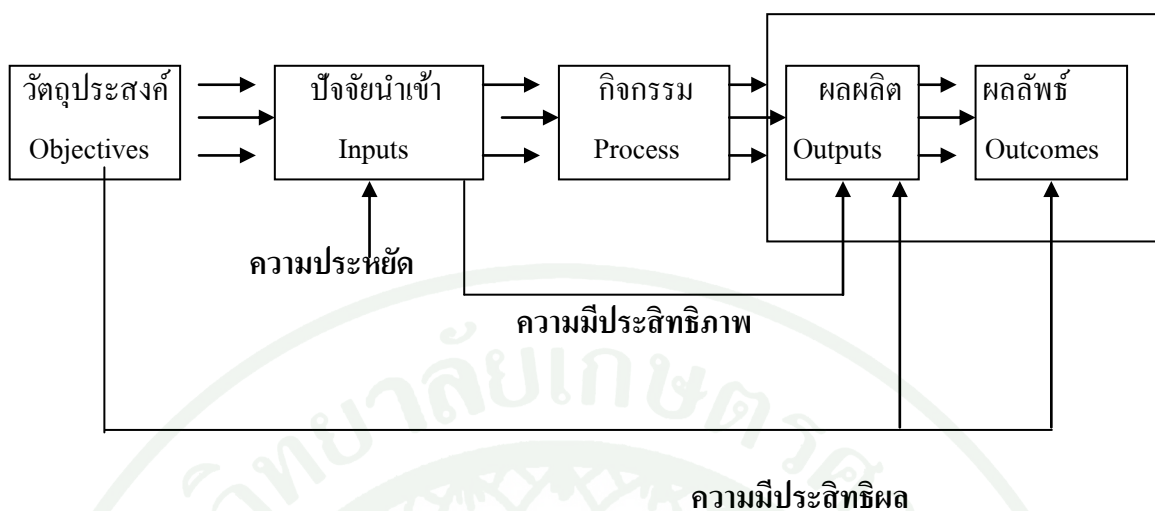 วัตถุประสงค์
Objectives
ปัจจัยนำเข้า
Inputs
กิจกรรม
Process
ผลผลิต
Outputs
ผลลัพธ์
Outcomes
ความประหยัด
ความมีประสิทธิภาพ
ความมีประสิทธิผล